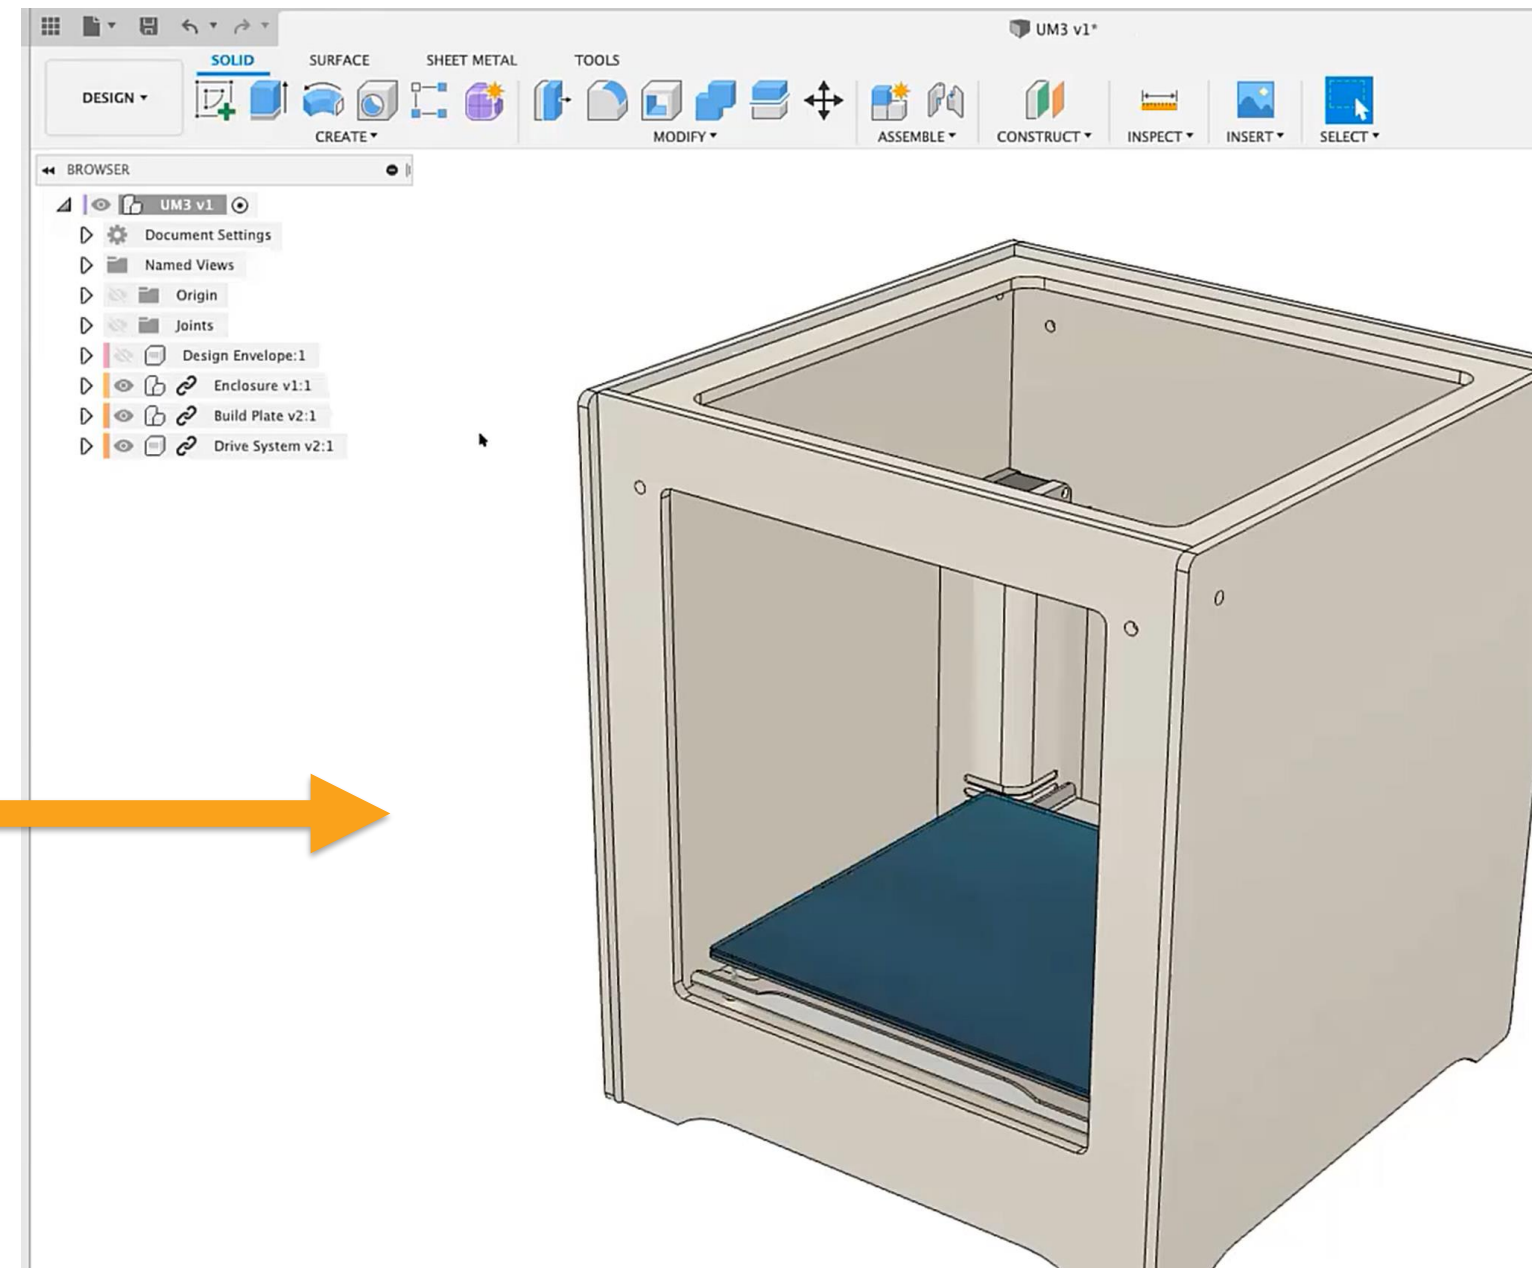 UM3 v1*
SOLID SURFACE SHEET METAL TOOLS
DESIGN
CREATE MODIFY ASSEMBLE CONSTRUCT INSPECT INSERT SELECT
BROWSER
UM3 v1
Document Settings
Named Views
Origin
Joints
Design Envelope:1
Enclosure v1:1
Build Plate v2:1
Drive System v2:1